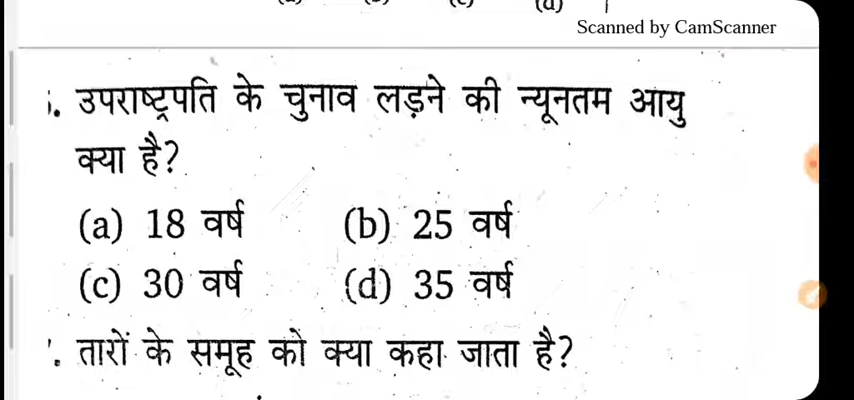 (d)
Scanned by CamScanner
. उपराष्ट्रपति के चुनाव लड़ने की न्यूनतम आयु
क्या है?
(a) 18 वर्ष (b) 25 वर्ष
(c) 30 वर्ष (d) 35 वर्ष
. तारों के समूह को क्या कहा जाता है?